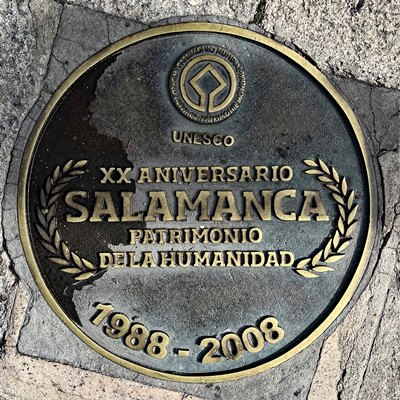 UNESCO
XX ANIVERSARIO
SALAMANCA
PATRIMONIO
DE LA HUMANIDAD
1988 - 2008